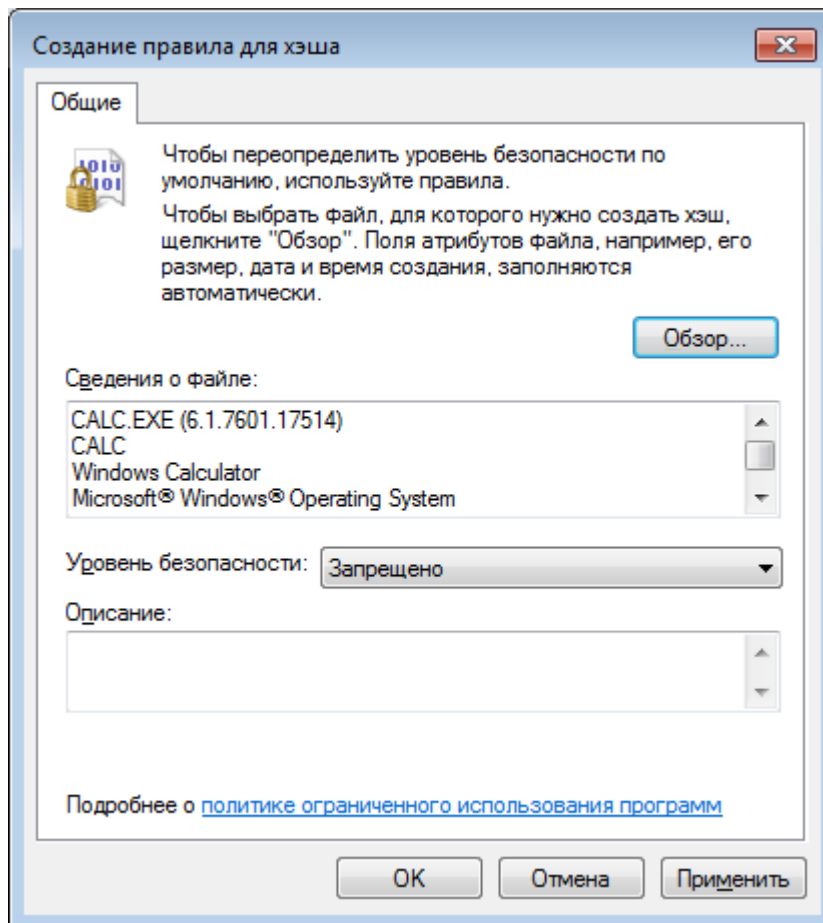 Создание правила для хэша
Общие
1010
0101
Чтобы переопределить уровень безопасности по
умолчанию, используйте правила.
Чтобы выбрать файл, для которого нужно создать хэш,
щелкните "Обзор". Поля атрибутов файла, например, его
размер, дата и время создания, заполняются
автоматически.
Обзор...
Сведения о файле:
CALC.EXE (6.1.7601.17514)
CALC
Windows Calculator
Microsoft® Windows® Operating System
Уровень безопасности: Запрещено
Описание:
Подробнее о политике ограниченного использования программ
ОК Отмена Применить